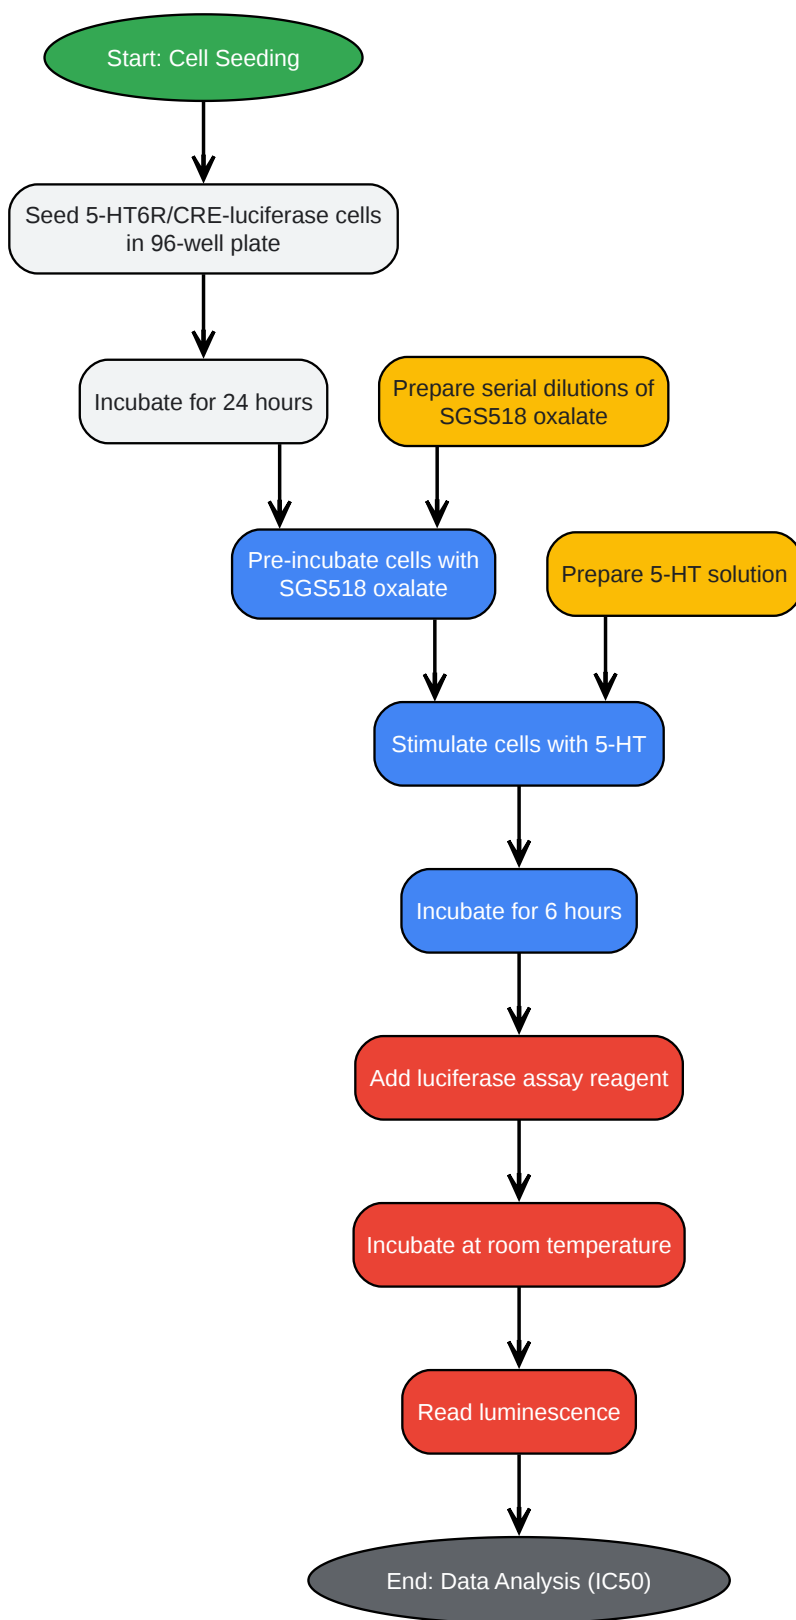 Start: Cell Seeding
Seed 5-HT6R/CRE-luciferase cells
in 96-well plate
Incubate for 24 hours
Prepare serial dilutions of
SGS518 oxalate
Pre-incubate cells with
SGS518 oxalate
Prepare 5-HT solution
Stimulate cells with 5-HT
Incubate for 6 hours
Add luciferase assay reagent
Incubate at room temperature
Read luminescence
End: Data Analysis (IC50)